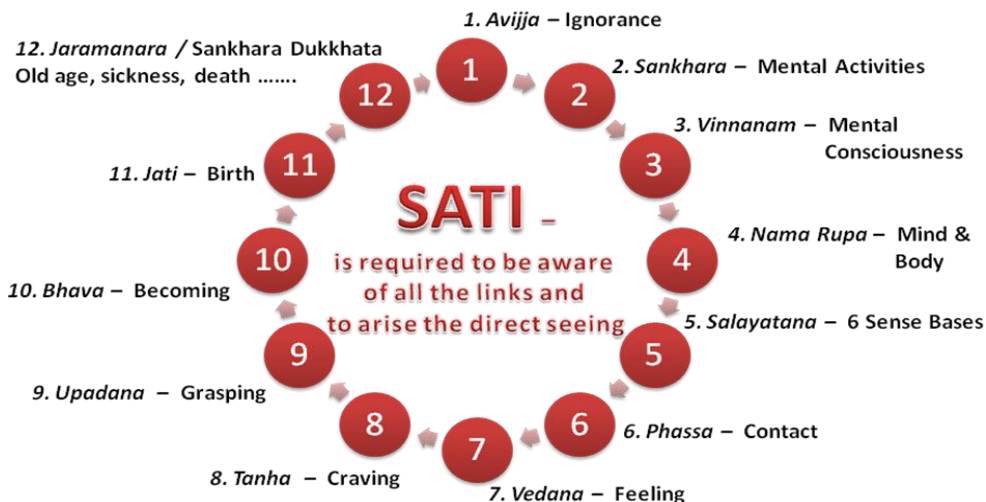 1. Avijja – Ignorance
12. Jaramanara / Sankhara Dukkhata
Old age, sickness, death .......
1
2. Sankhara – Mental Activities
12
2
3. Vinnanam – Mental
Consciousness
11
3
11. Jati – Birth
SATI –
is required to be aware
of all the links and
to arise the direct seeing
4. Nama Rupa – Mind &
Body
10
4
10. Bhava – Becoming
5. Salayatana – 6 Sense Bases
9
5
9. Upadana – Grasping
8
6
6. Phassa – Contact
7
8. Tanha – Craving
7. Vedana – Feeling